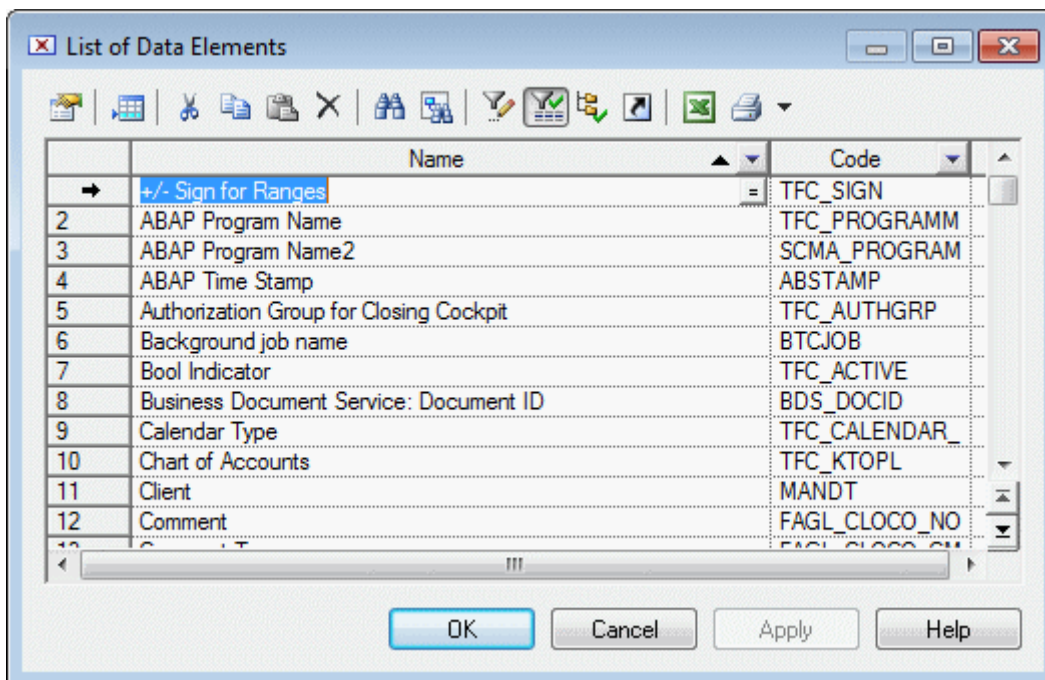 List of Data Elements
Name Code
+/- Sign for Ranges = TFC_SIGN
2 ABAP Program Name TFC_PROGRAMM
3 ABAP Program Name2 SCMA_PROGRAM
4 ABAP Time Stamp ABSTAMP
5 Authorization Group for Closing Cockpit TFC_AUTHGRP
6 Background job name BTCJOB
7 Bool Indicator TFC_ACTIVE
8 Business Document Service: Document ID BDS_DOCID
9 Calendar Type TFC_CALENDAR_
10 Chart of Accounts TFC_KTOPL
11 Client MANDT
12 Comment FAGL_CLOCO_NO
OK Cancel Apply Help